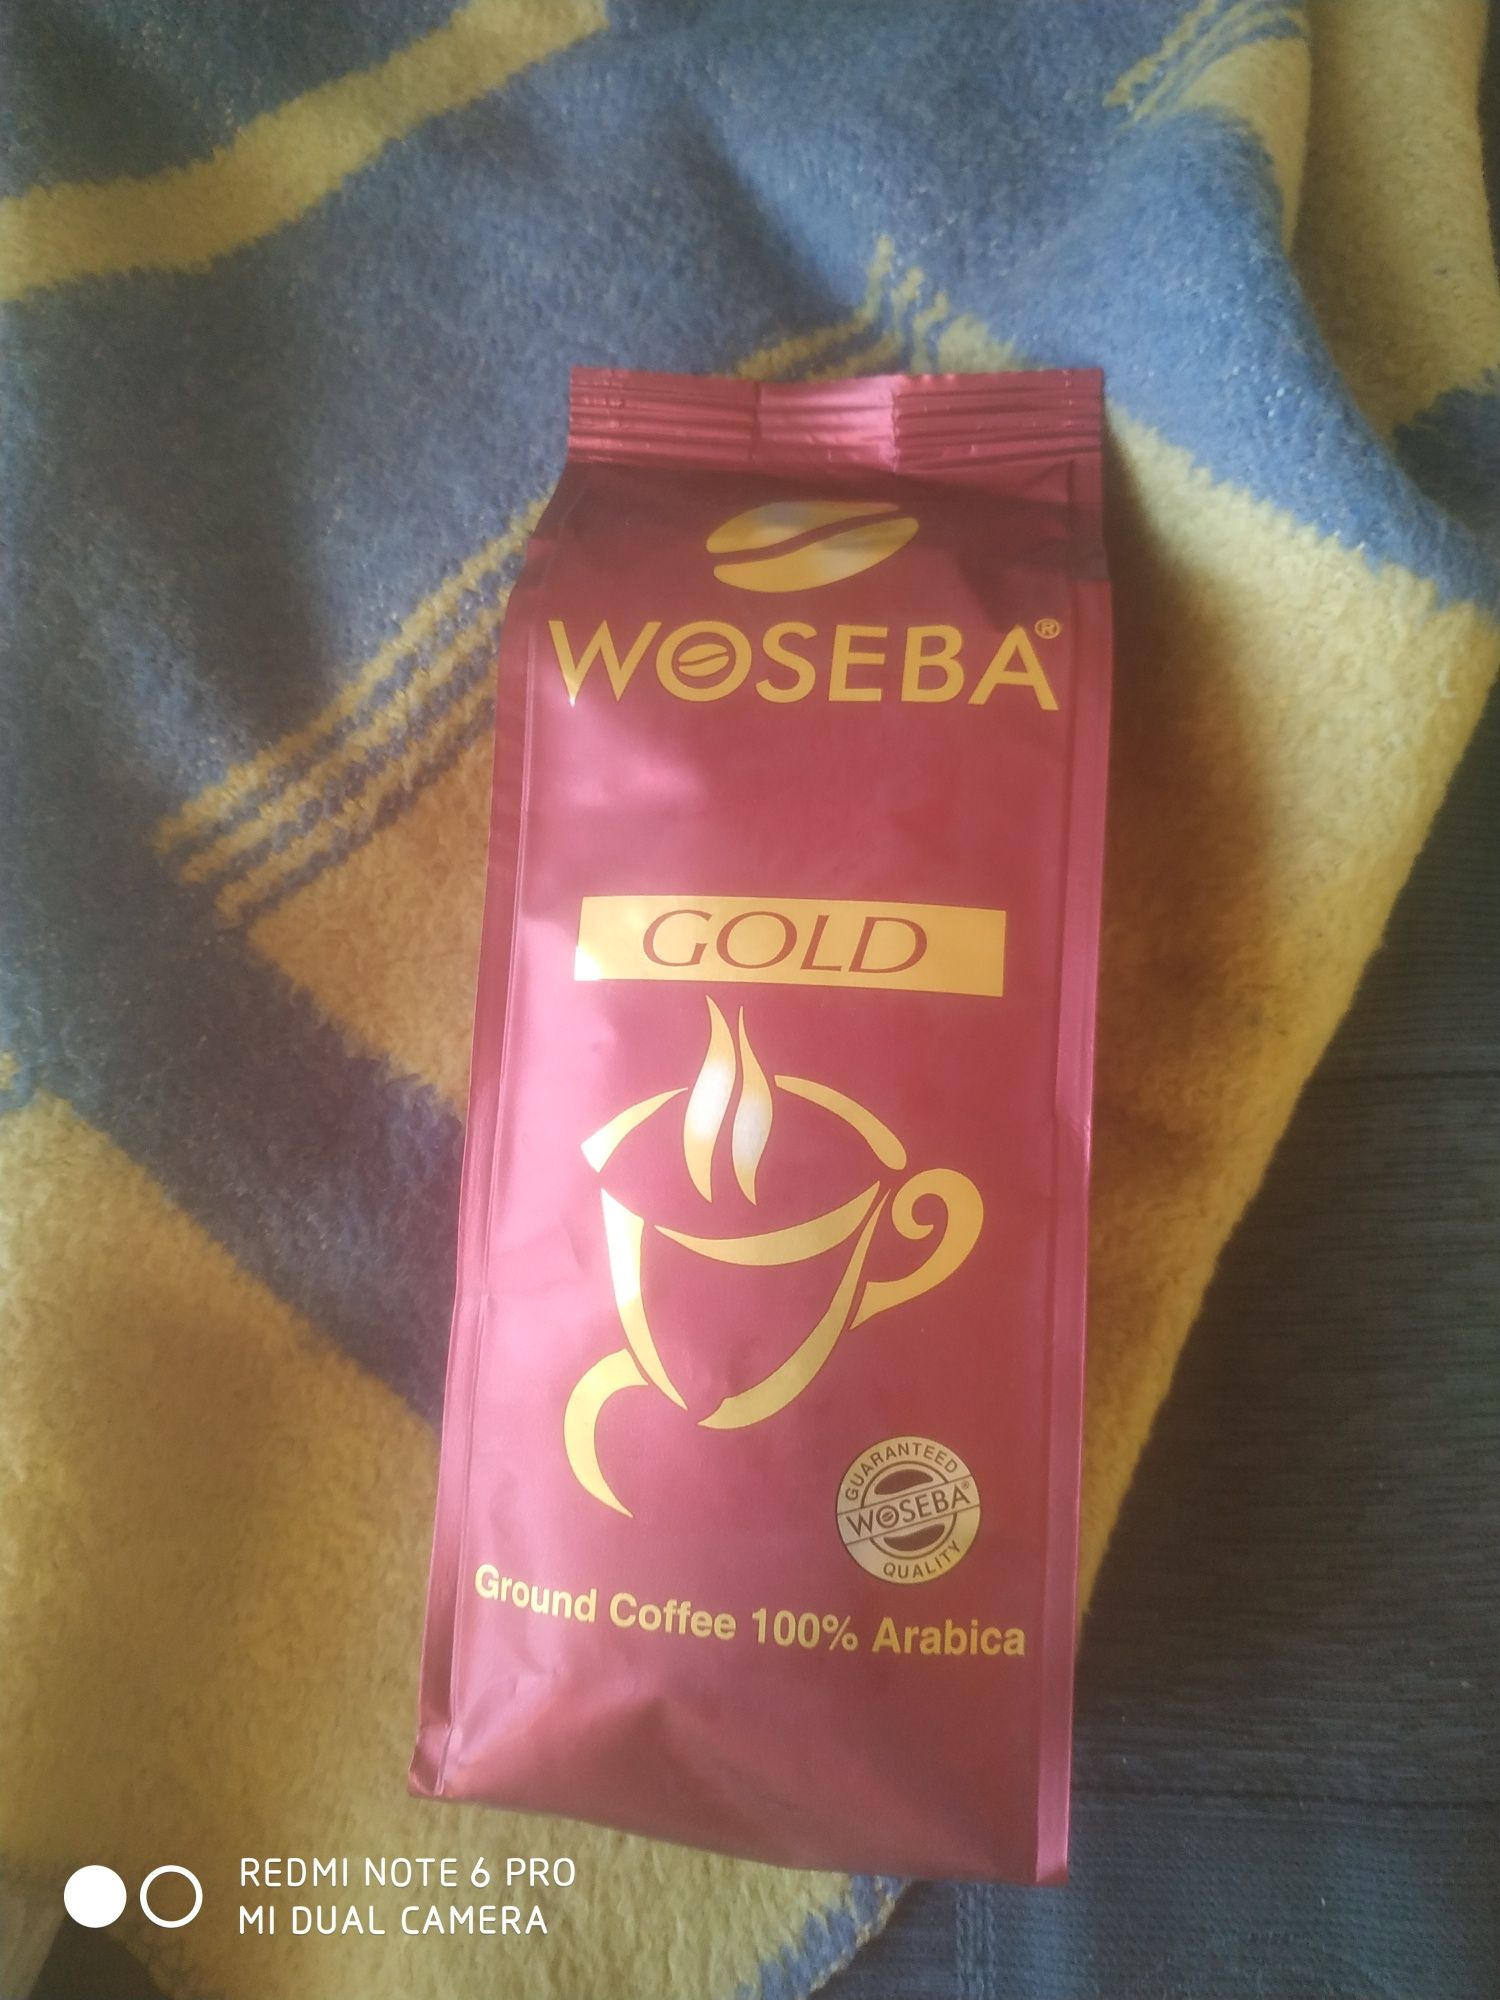 WOSEBA®
GOLD
GUARANTEED
WOSEBA®
QUALITY
Ground Coffee 100% Arabica
REDMI NOTE 6 PRO
MI DUAL CAMERA